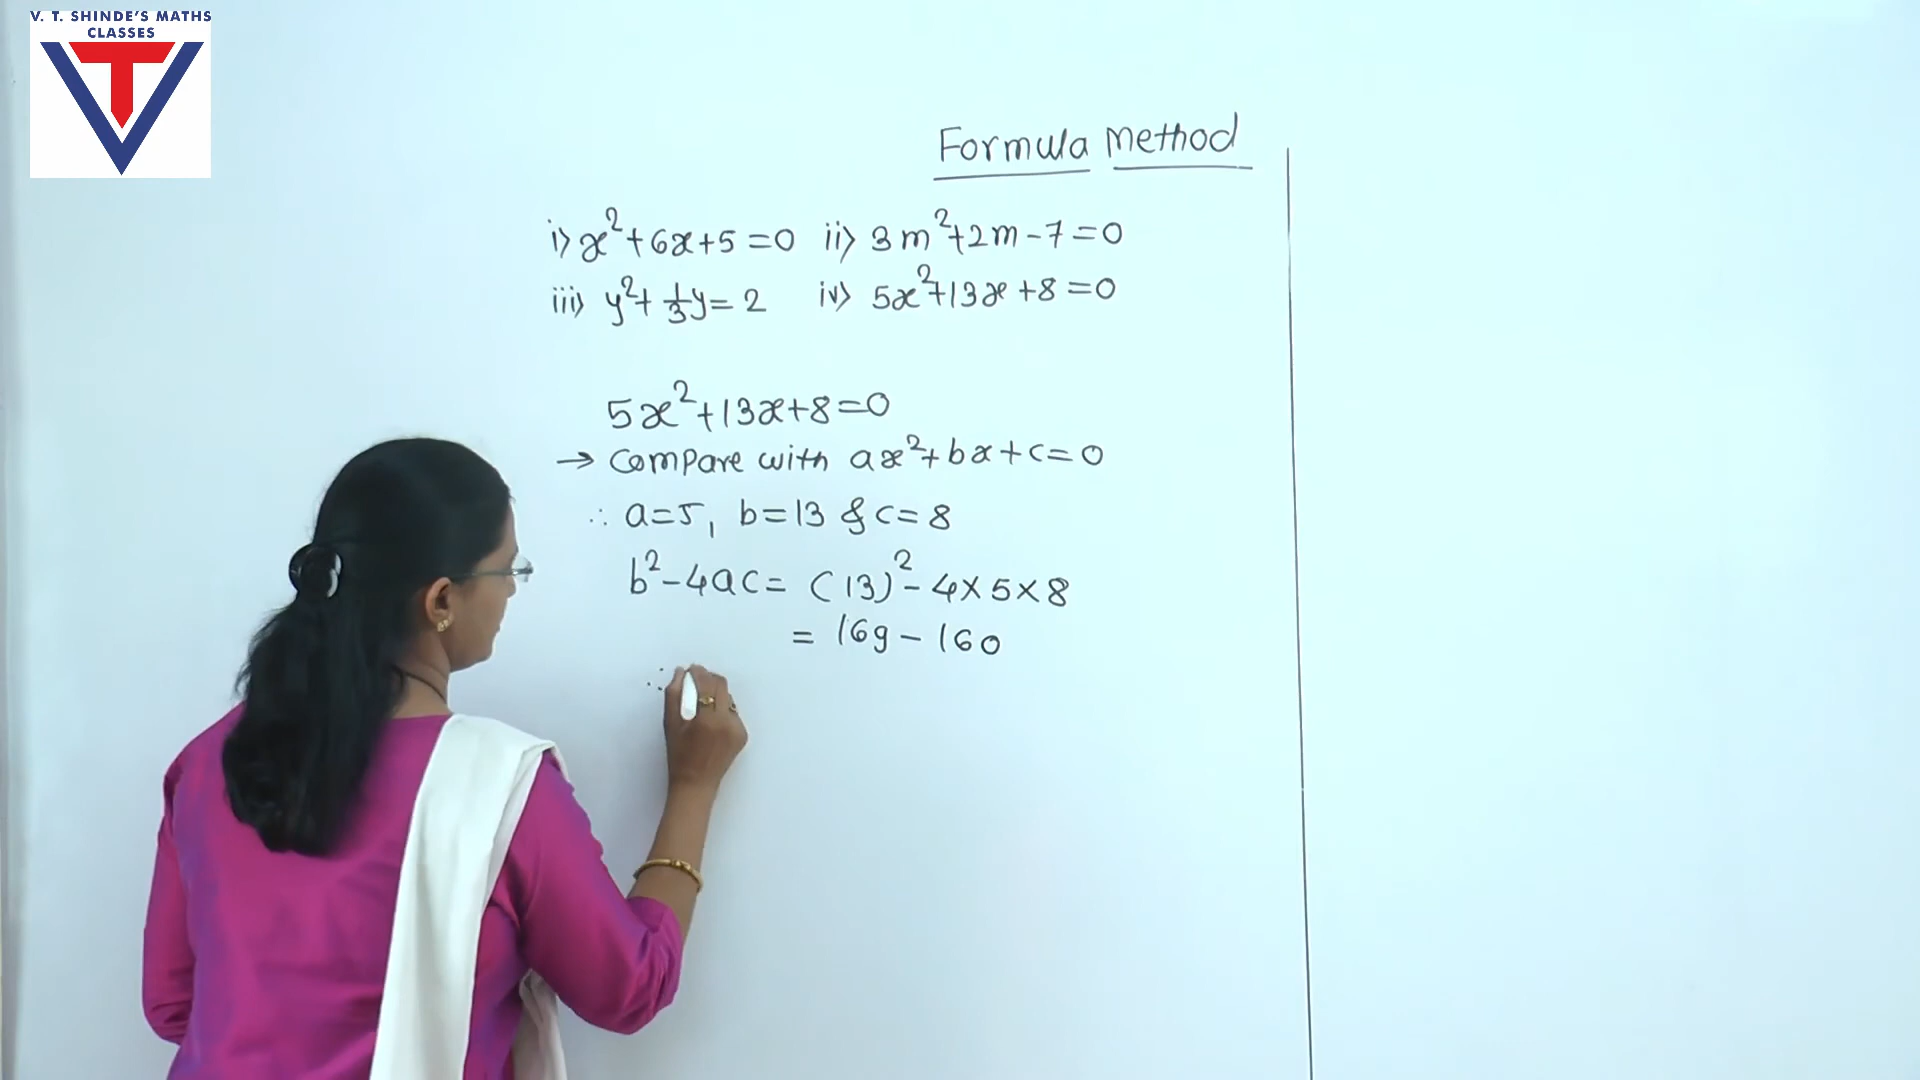 V. T. SHINDE'S MATHS
CLASSES
VT
Formula Method
i) x²+6x+5=0 ii) 3m²+2m-7=0
iii) y²+ 1/3 y = 2 iv) 5x²+13x+8=0
5x²+13x+8=0
→ Compare with ax²+bx+c=0
∴ a=5, b=13 & c=8
b²-4ac = (13)²- 4×5×8
= 169 - 160
∴